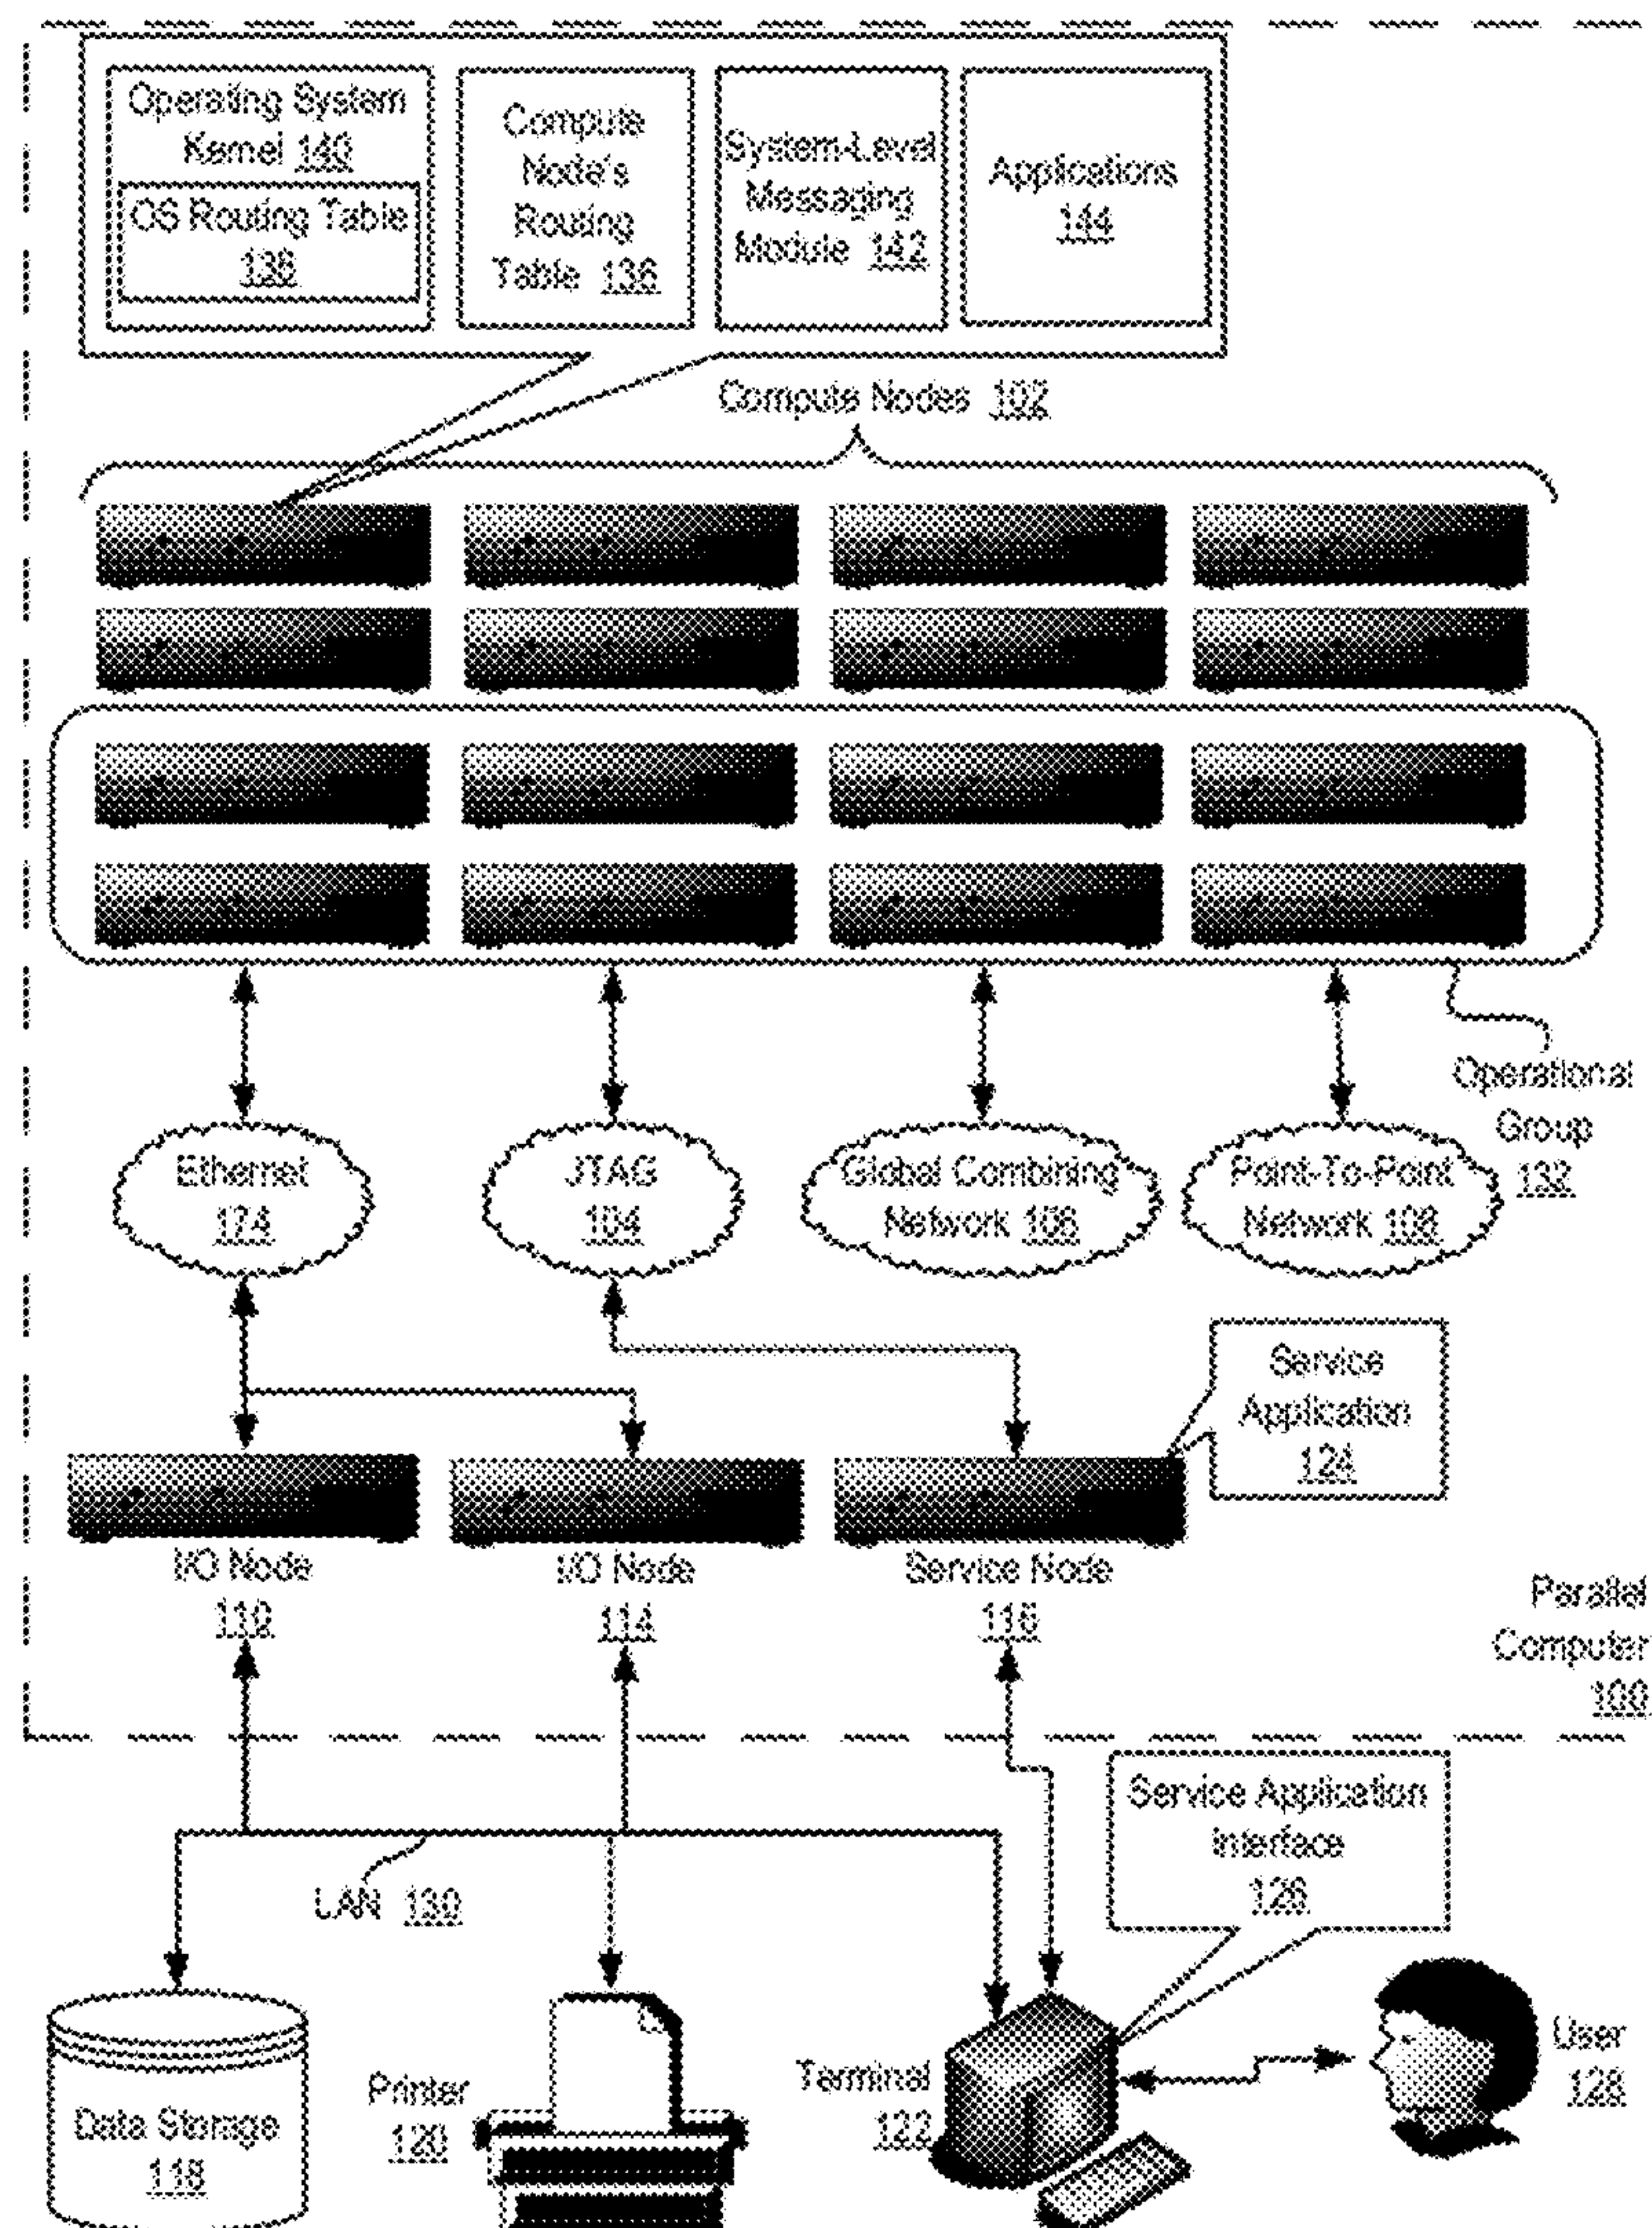 Operating System
Kernel 140
OS Routing Table
138
Compute
Node's
Routing
Table 136
System-Level
Messaging
Module 142
Applications
144
Compute Nodes 102
Operational
Group
132
Ethernet
174
JTAG
104
Global Combining
Network 106
Point-To-Point
Network 108
Service
Application
124
I/O Node
110
I/O Node
114
Service Node
116
Parallel
Computer
100
Service Application
Interface
126
LAN 130
Data Storage
118
Printer
120
Terminal
122
User
128